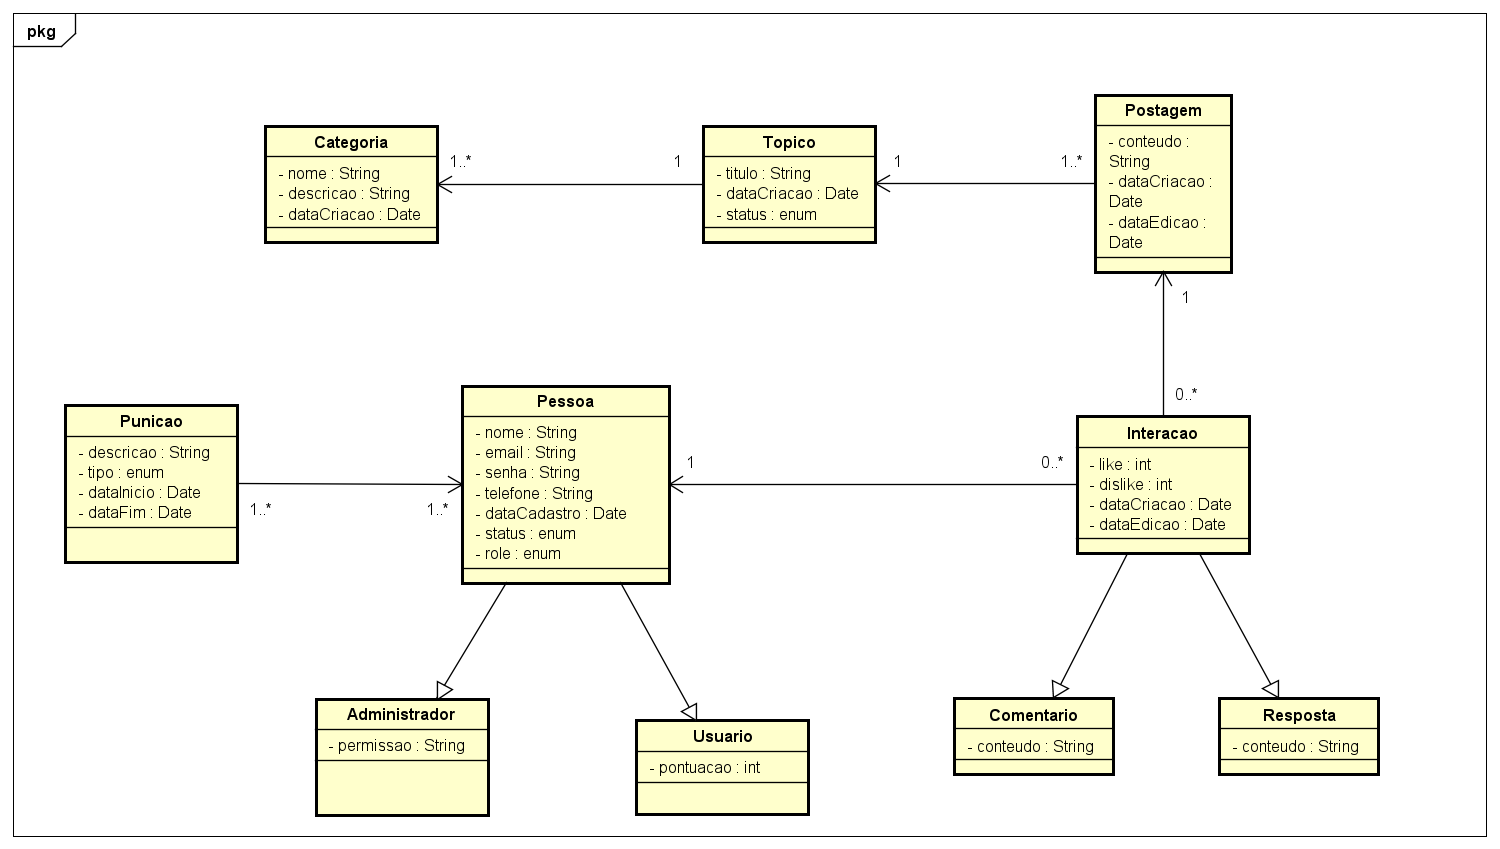 pkg
Categoria
- nome : String
- descricao : String
- dataCriacao : Date
1..*
1
Topico
- titulo : String
- dataCriacao : Date
- status : enum
1
1..*
Postagem
- conteudo :
String
- dataCriacao :
Date
- dataEdicao :
Date
1
0..*
Punicao
- descricao : String
- tipo : enum
- dataInicio : Date
- dataFim : Date
1..*
1..*
Pessoa
- nome : String
- email : String
- senha : String
- telefone : String
- dataCadastro : Date
- status : enum
- role : enum
1
0..*
Interacao
- like : int
- dislike : int
- dataCriacao : Date
- dataEdicao : Date
Administrador
- permissao : String
Usuario
- pontuacao : int
Comentario
- conteudo : String
Resposta
- conteudo : String